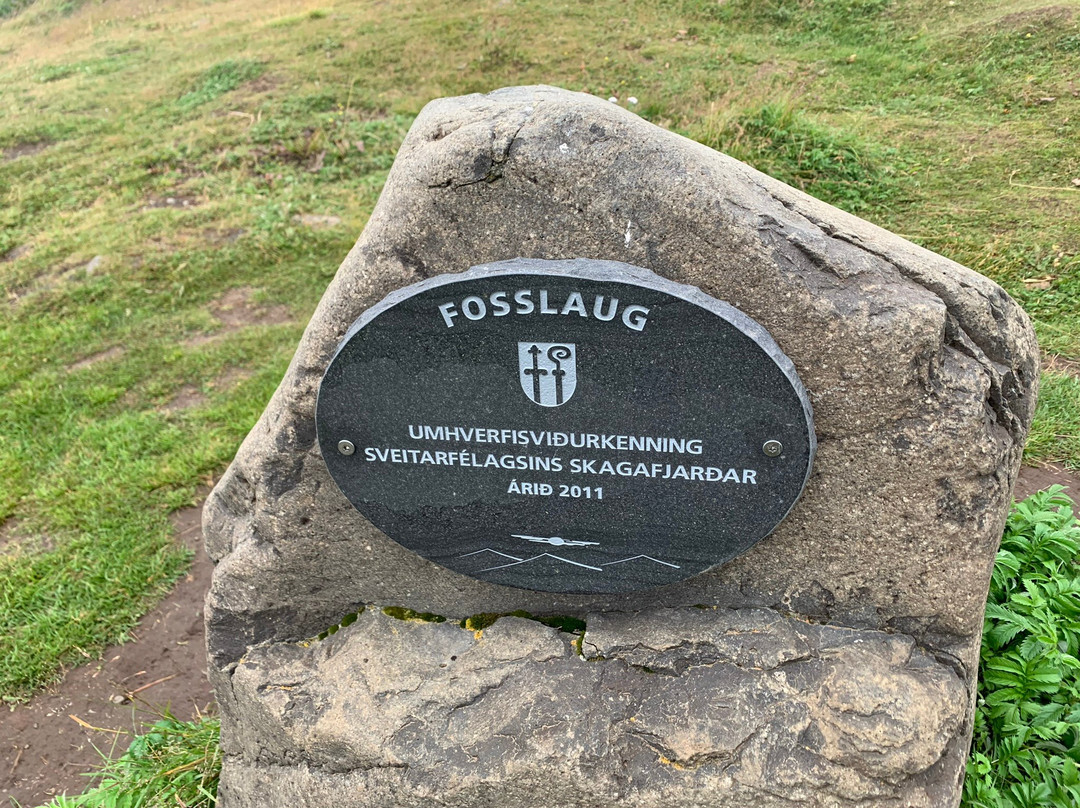 FOSSLAUG
UMHVERFISVIÐURKENNING
SVEITARFÉLAGSINS SKAGAFJARÐAR
ÁRIÐ 2011